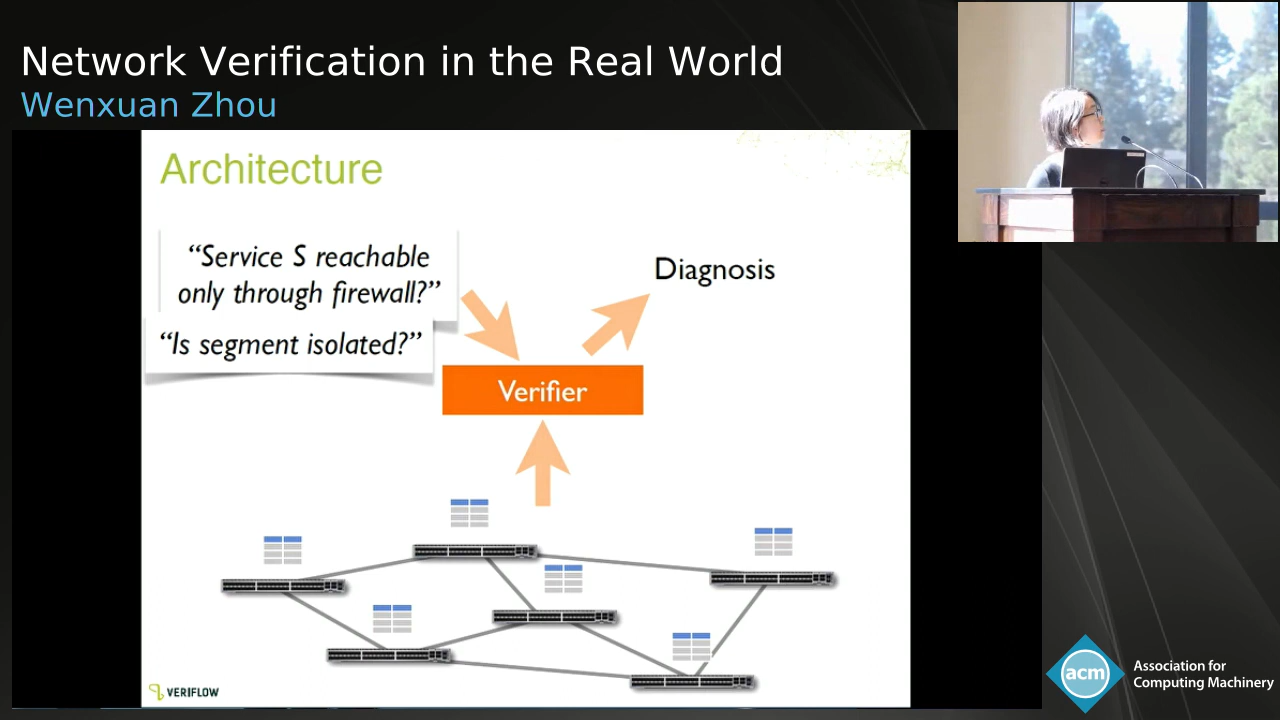 Network Verification in the Real World
Wenxuan Zhou
Architecture
“Service S reachable
only through firewall?”
“Is segment isolated?”
Diagnosis
Verifier
VERIFLOW
acm
Association for
Computing Machinery